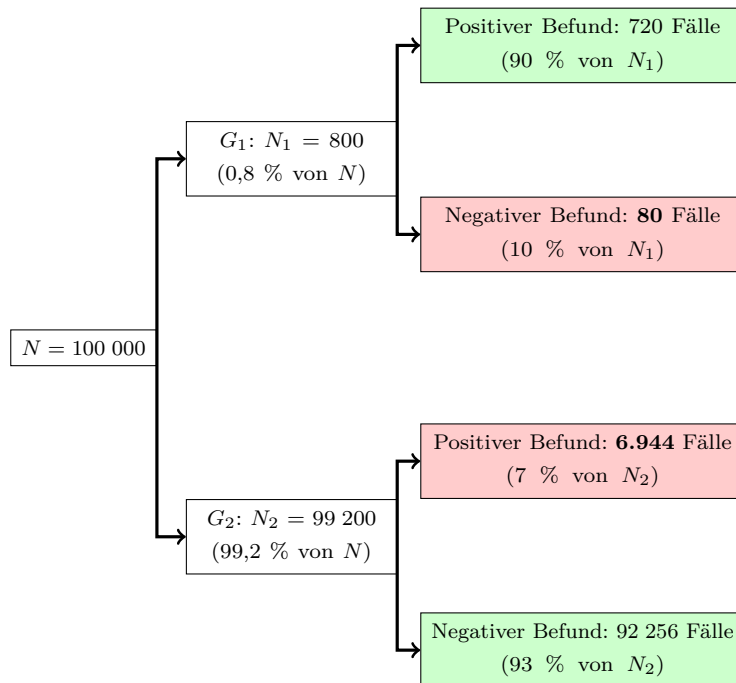 Positiver Befund: 720 Fälle
(90 % von N₁)
G₁: N₁ = 800
(0,8 % von N)
Negativer Befund: 80 Fälle
(10 % von N₁)
N = 100 000
Positiver Befund: 6.944 Fälle
(7 % von N₂)
G₂: N₂ = 99 200
(99,2 % von N)
Negativer Befund: 92 256 Fälle
(93 % von N₂)